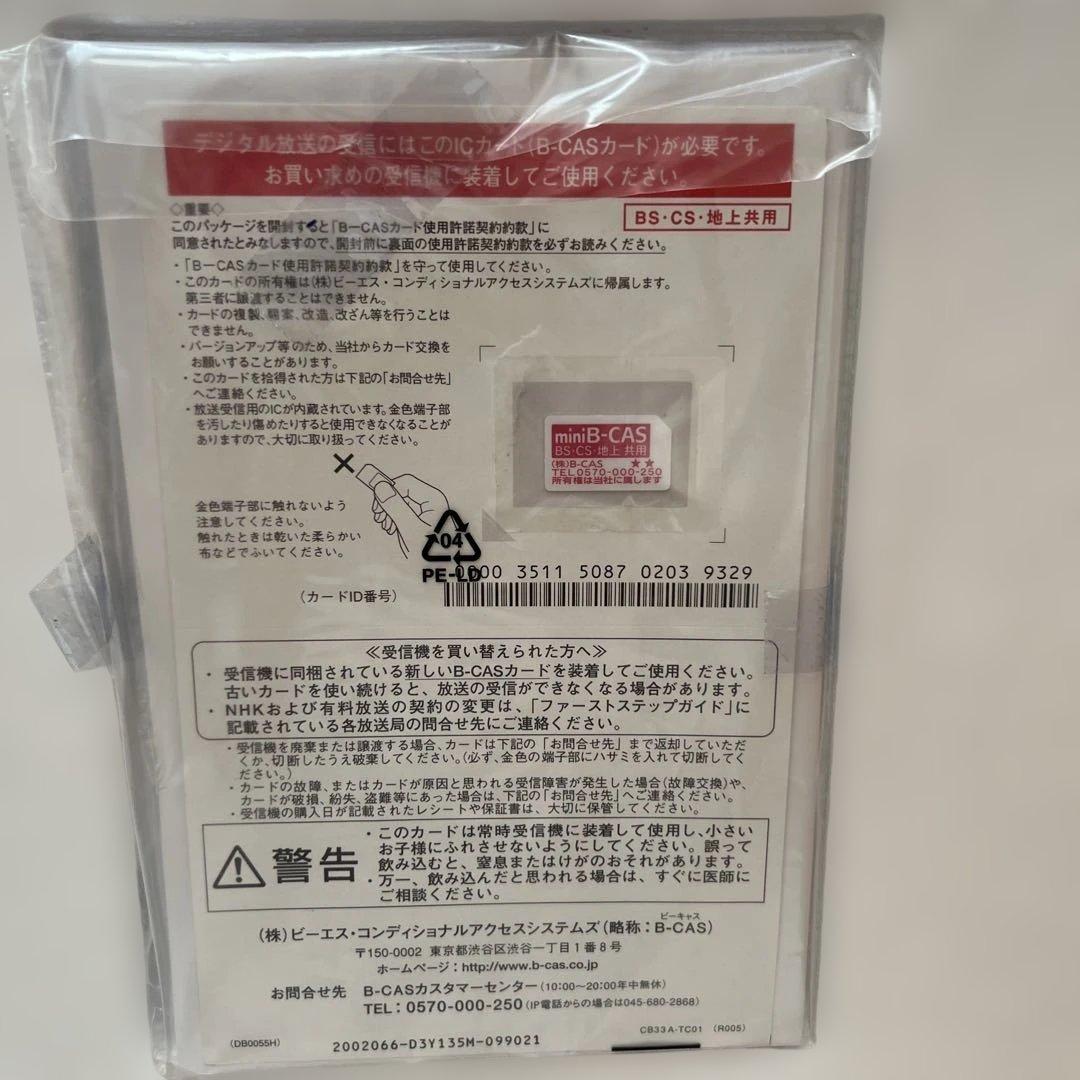 デジタル放送の受信にはこのICカード(B-CASカード)が必要です。
お買い求めの受信機に装着してご使用ください。
BS・CS・地上共用
◇重要◇
このパッケージを開封すると「B-CASカード使用許諾契約約款」に
同意されたとみなしますので、開封前に裏面の使用許諾契約約款を必ずお読みください。
・「B-CASカード使用許諾契約約款」を守って使用してください。
・このカードの所有権は(株)ビーエス・コンディショナルアクセスシステムズに帰属します。
第三者に譲渡することはできません。
・カードの複製、翻案、改造、改ざん等を行うことは
できません。
・バージョンアップ等のため、当社からカード交換を
お願いすることがあります。
・このカードを拾得された方は下記の「お問合せ先」
へご連絡ください。
・放送受信用のICが内蔵されています。金色端子部
を汚したり傷めたりすると使用できなくなることが
ありますので、大切に取り扱ってください。
miniB-CAS
BS・CS・地上 共用
(株)B-CAS ★★
TEL0570-000-250
所有権は当社に属します
金色端子部に触れないよう
注意してください。
触れたときは乾いた柔らかい
布などでふいてください。
04
PE-LD
0000 3511 5087 0203 9329
(カードID番号)
≪受信機を買い替えられた方へ≫
・ 受信機に同梱されている新しいB-CASカードを装着してご使用ください。
古いカードを使い続けると、放送の受信ができなくなる場合があります。
・ NHKおよび有料放送の契約の変更は、「ファーストステップガイド」に
記載されている各放送局の問合せ先にご連絡ください。
・受信機を廃棄または譲渡する場合、カードは下記の「お問合せ先」まで返却していただ
くか、切断したうえ破棄してください。(必ず、金色の端子部にハサミを入れて切断してく
ださい。)
・カードの故障、またはカードが原因と思われる受信障害が発生した場合(故障交換)や、
カードが破損、紛失、盗難等にあった場合は、下記の「お問合せ先」へご連絡ください。
・受信機の購入日が記載されたレシートや保証書は、大切に保管してください。
警告
・このカードは常時受信機に装着して使用し、小さい
お子様にふれさせないようにしてください。誤って
飲み込むと、窒息またはけがのおそれがあります。
・万一、飲み込んだと思われる場合は、すぐに医師に
ご相談ください。
(株)ビーエス・コンディショナルアクセスシステムズ(略称:B-CAS)
ビーキャス
〒150-0002 東京都渋谷区渋谷一丁目1番8号
ホームページ:http://www.b-cas.co.jp
お問合せ先 B-CASカスタマーセンター(10:00〜20:00年中無休)
TEL:0570-000-250(IP電話からの場合は045-680-2868)
CB33A-TC01 (R005)
(DB0055H) 2002066-D3Y135M-099021